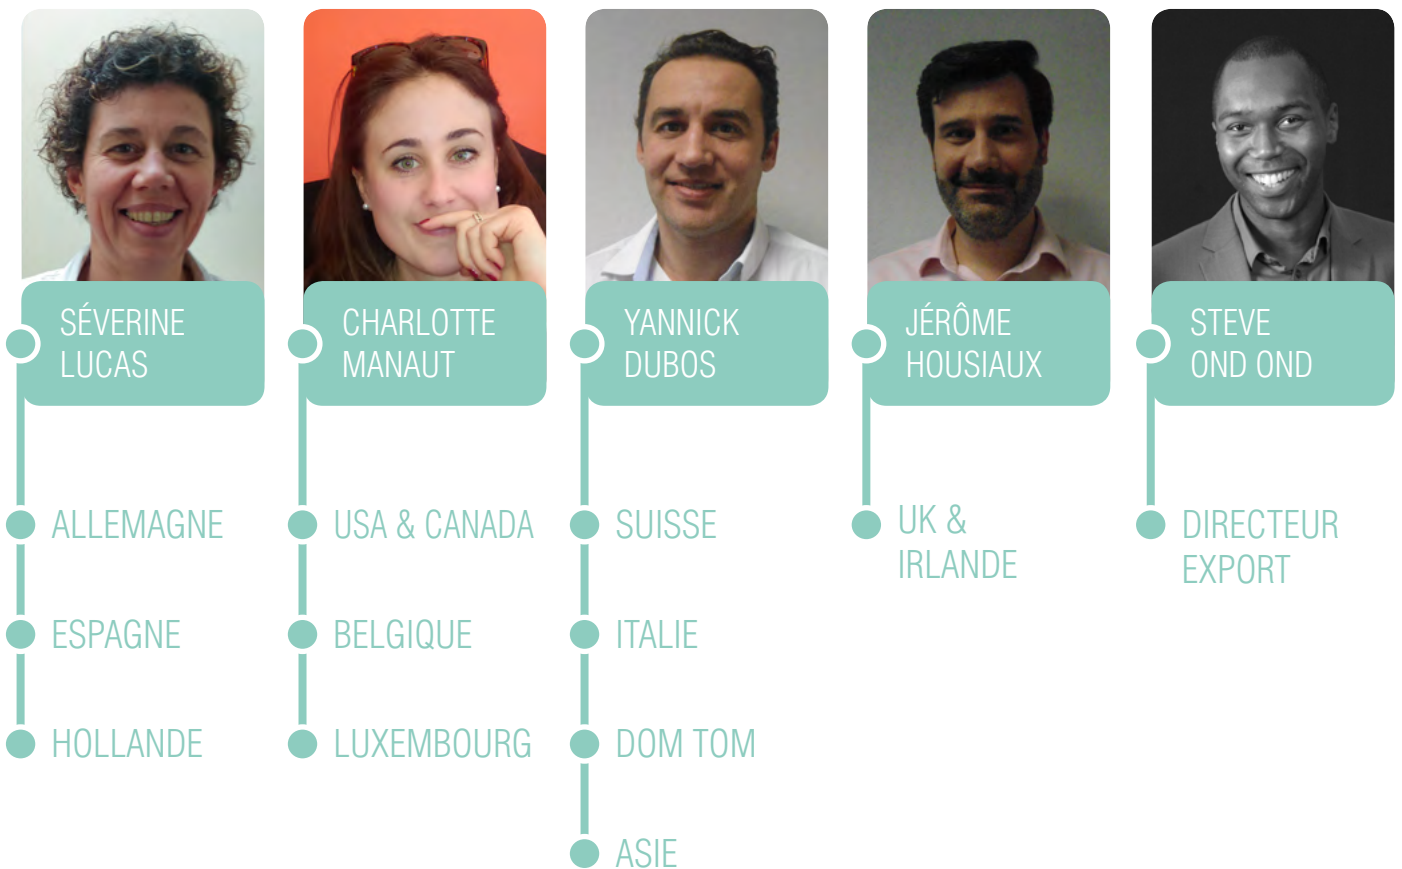 SÉVERINE
LUCAS
ALLEMAGNE
ESPAGNE
HOLLANDE
CHARLOTTE
MANAUT
USA & CANADA
BELGIQUE
LUXEMBOURG
YANNICK
DUBOS
SUISSE
ITALIE
DOM TOM
ASIE
JÉRÔME
HOUSIAUX
UK &
IRLANDE
STEVE
OND OND
DIRECTEUR
EXPORT